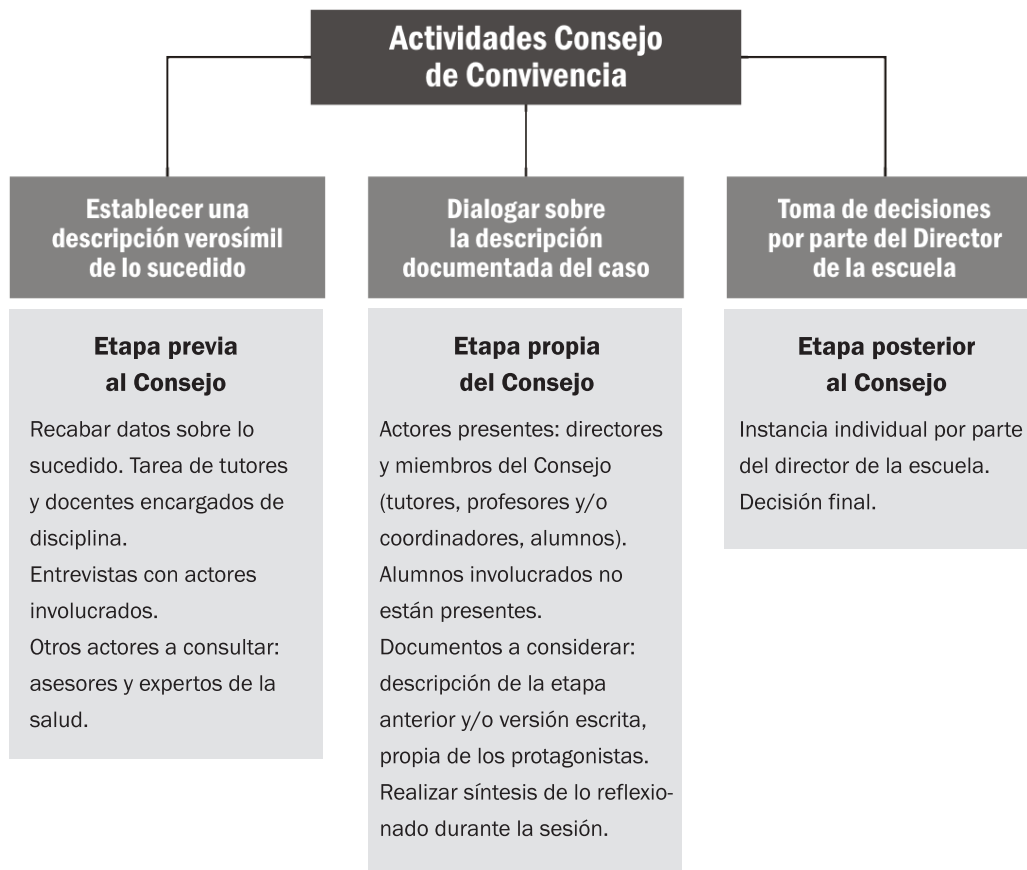 Actividades Consejo
de Convivencia
Establecer una
descripción verosímil
de lo sucedido
Etapa previa
al Consejo
Recabar datos sobre lo
sucedido. Tarea de tutores
y docentes encargados de
disciplina.
Entrevistas con actores
involucrados.
Otros actores a consultar:
asesores y expertos de la
salud.
Dialogar sobre
la descripción
documentada del caso
Etapa propia
del Consejo
Actores presentes: directores
y miembros del Consejo
(tutores, profesores y/o
coordinadores, alumnos).
Alumnos involucrados no
están presentes.
Documentos a considerar:
descripción de la etapa
anterior y/o versión escrita,
propia de los protagonistas.
Realizar síntesis de lo reflexio-
nado durante la sesión.
Toma de decisiones
por parte del Director
de la escuela
Etapa posterior
al Consejo
Instancia individual por parte
del director de la escuela.
Decisión final.